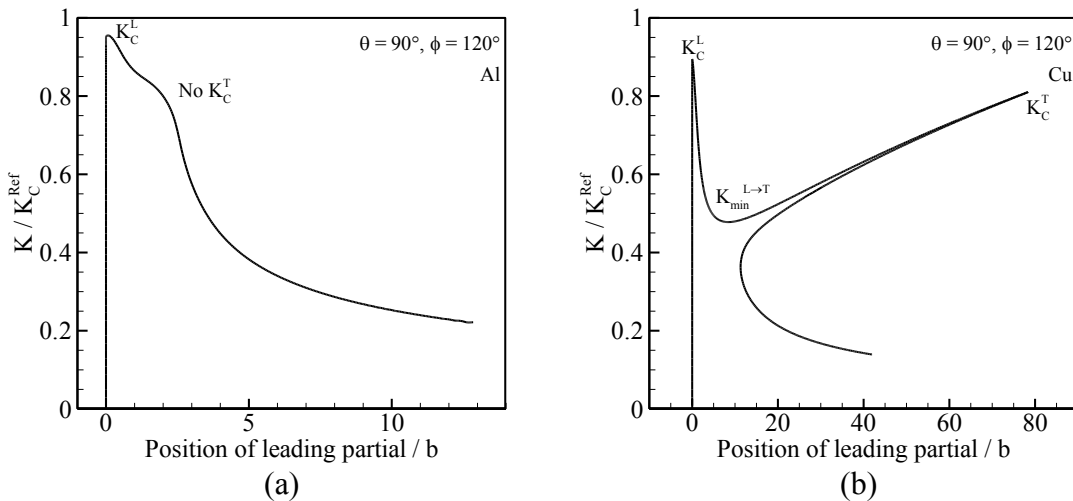 1
0.8
0.6
0.4
0.2
0
K / K_C^Ref
K_C^L
θ = 90°, ϕ = 120°
Al
No K_C^T
0 5 10
Position of leading partial / b
(a)
1
0.8
0.6
0.4
0.2
0
K / K_C^Ref
K_C^L
θ = 90°, ϕ = 120°
Cu
K_C^T
K_min^L→T
0 20 40 60 80
Position of leading partial / b
(b)